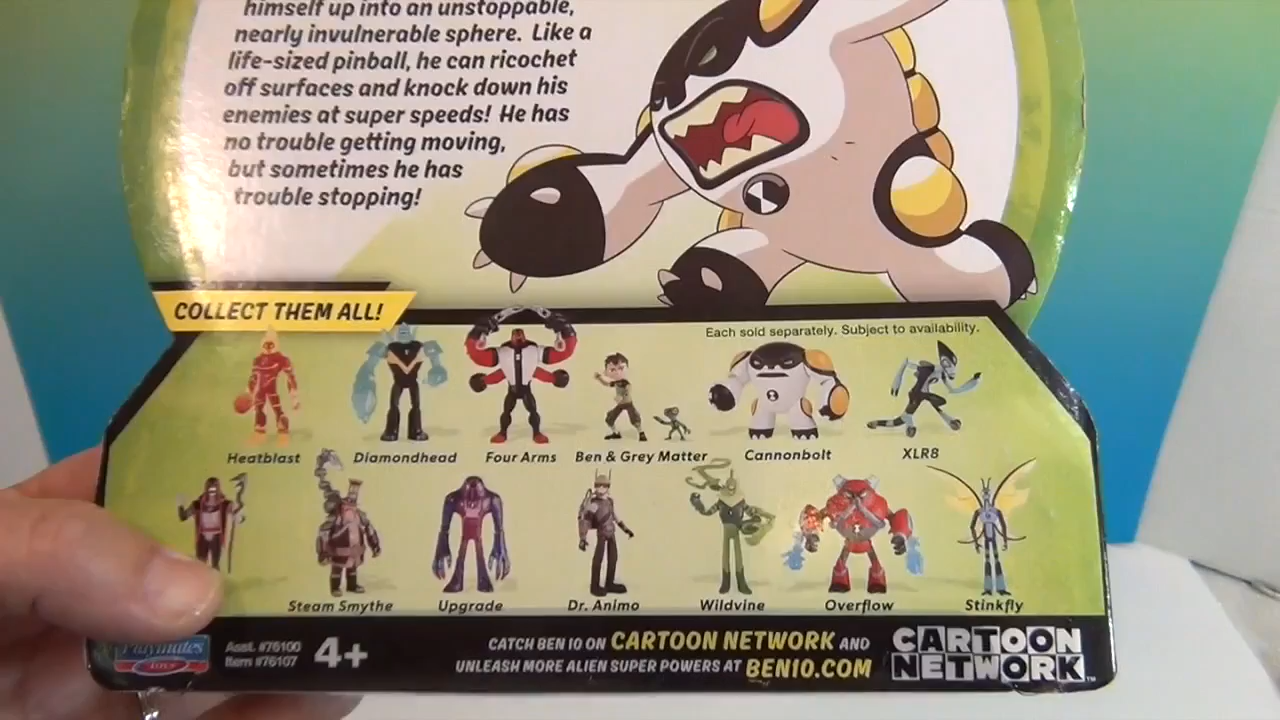 himself up into an unstoppable,
nearly invulnerable sphere. Like a
life-sized pinball, he can ricochet
off surfaces and knock down his
enemies at super speeds! He has
no trouble getting moving,
but sometimes he has
trouble stopping!
COLLECT THEM ALL!
Each sold separately. Subject to availability.
Heatblast Diamondhead Four Arms Ben & Grey Matter Cannonbolt XLR8
Steam Smythe Upgrade Dr. Animo Wildvine Overflow Stinkfly
Playmates
TOYS
Asst. #76100
Item #76107
4+
CATCH BEN 10 ON CARTOON NETWORK AND
UNLEASH MORE ALIEN SUPER POWERS AT BEN10.COM
CARTOON
NETWORK
TM